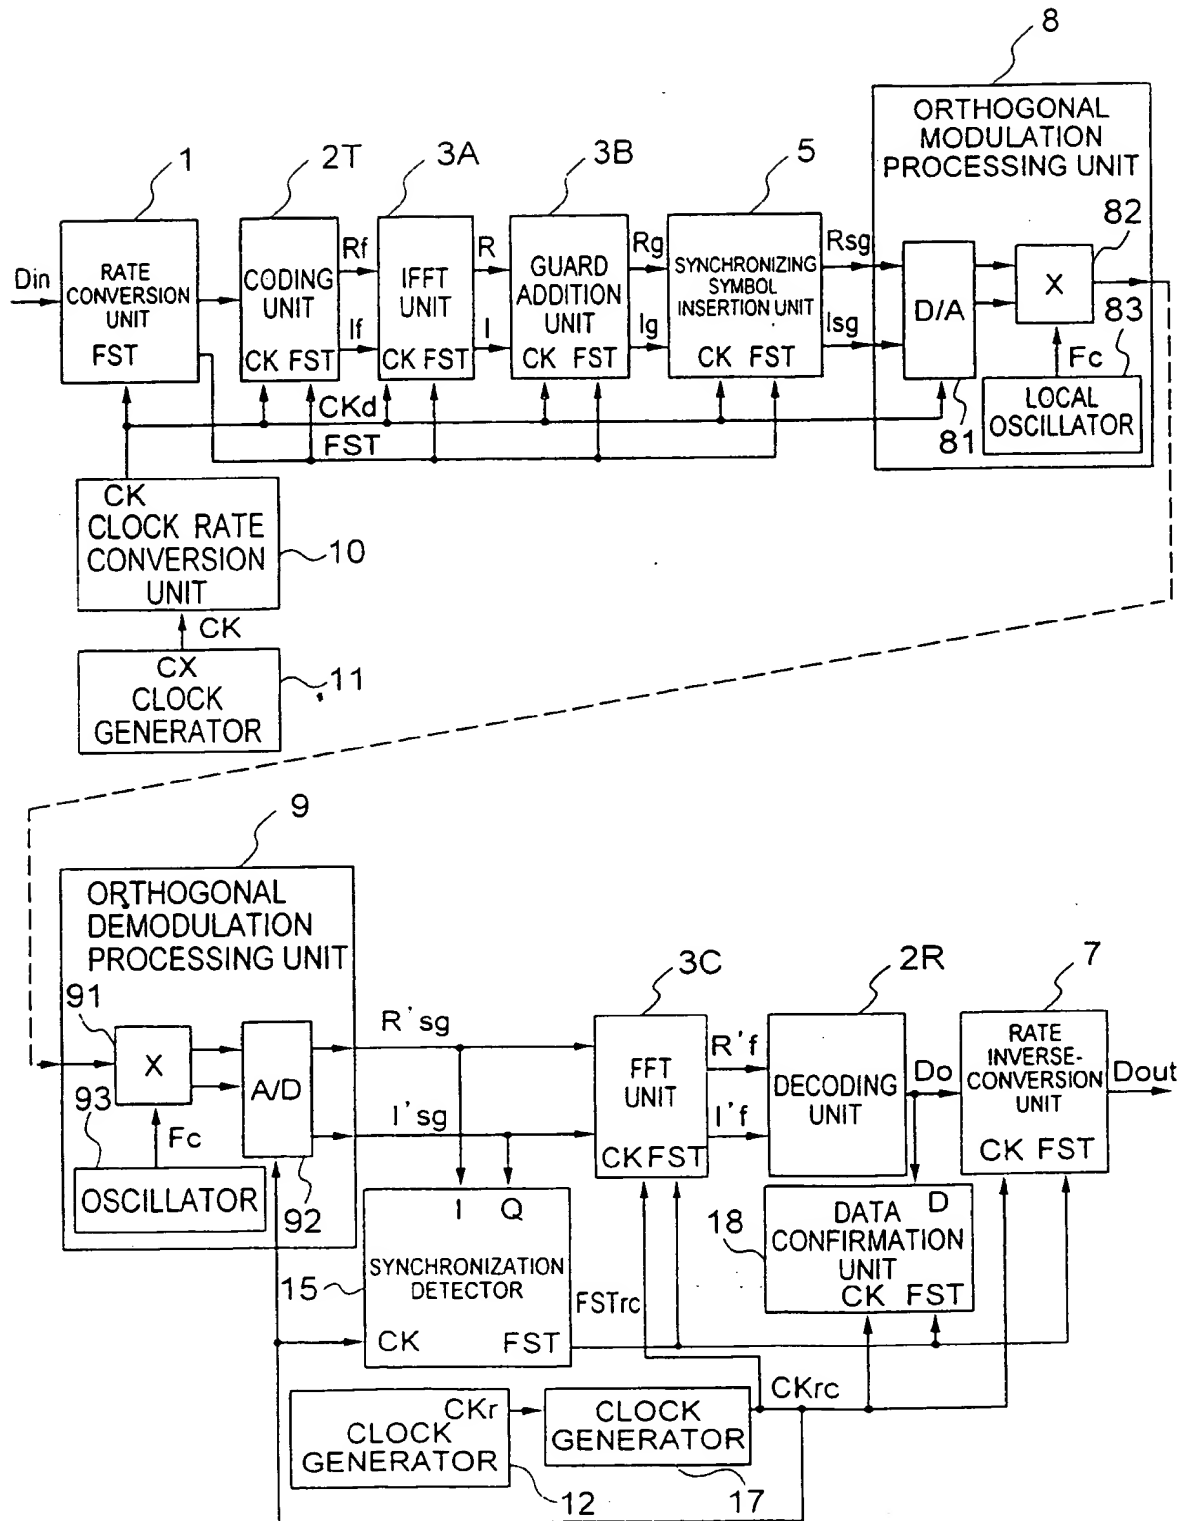 8
ORTHOGONAL
MODULATION
PROCESSING UNIT
1
2T
3A
3B
5
82
Din
RATE
CONVERSION
UNIT
FST
CODING
UNIT
CK FST
Rf
If
IFFT
UNIT
CK FST
R
I
GUARD
ADDITION
UNIT
CK FST
Rg
Ig
SYNCHRONIZING
SYMBOL
INSERTION UNIT
CK FST
Rsg
Isg
D/A
X
83
Fc
LOCAL
OSCILLATOR
81
CKd
FST
CK
CLOCK RATE
CONVERSION
UNIT
10
CK
CX
CLOCK
GENERATOR
11
9
ORTHOGONAL
DEMODULATION
PROCESSING UNIT
91
X
93
Fc
OSCILLATOR
A/D
92
R'sg
I'sg
3C
FFT
UNIT
CK FST
R'f
I'f
2R
DECODING
UNIT
Do
7
RATE
INVERSE-
CONVERSION
UNIT
CK FST
Dout
I Q
SYNCHRONIZATION
DETECTOR
CK FST
15
FSTrc
18
D
DATA
CONFIRMATION
UNIT
CK FST
CKrc
CKr
CLOCK
GENERATOR
12
CLOCK
GENERATOR
17